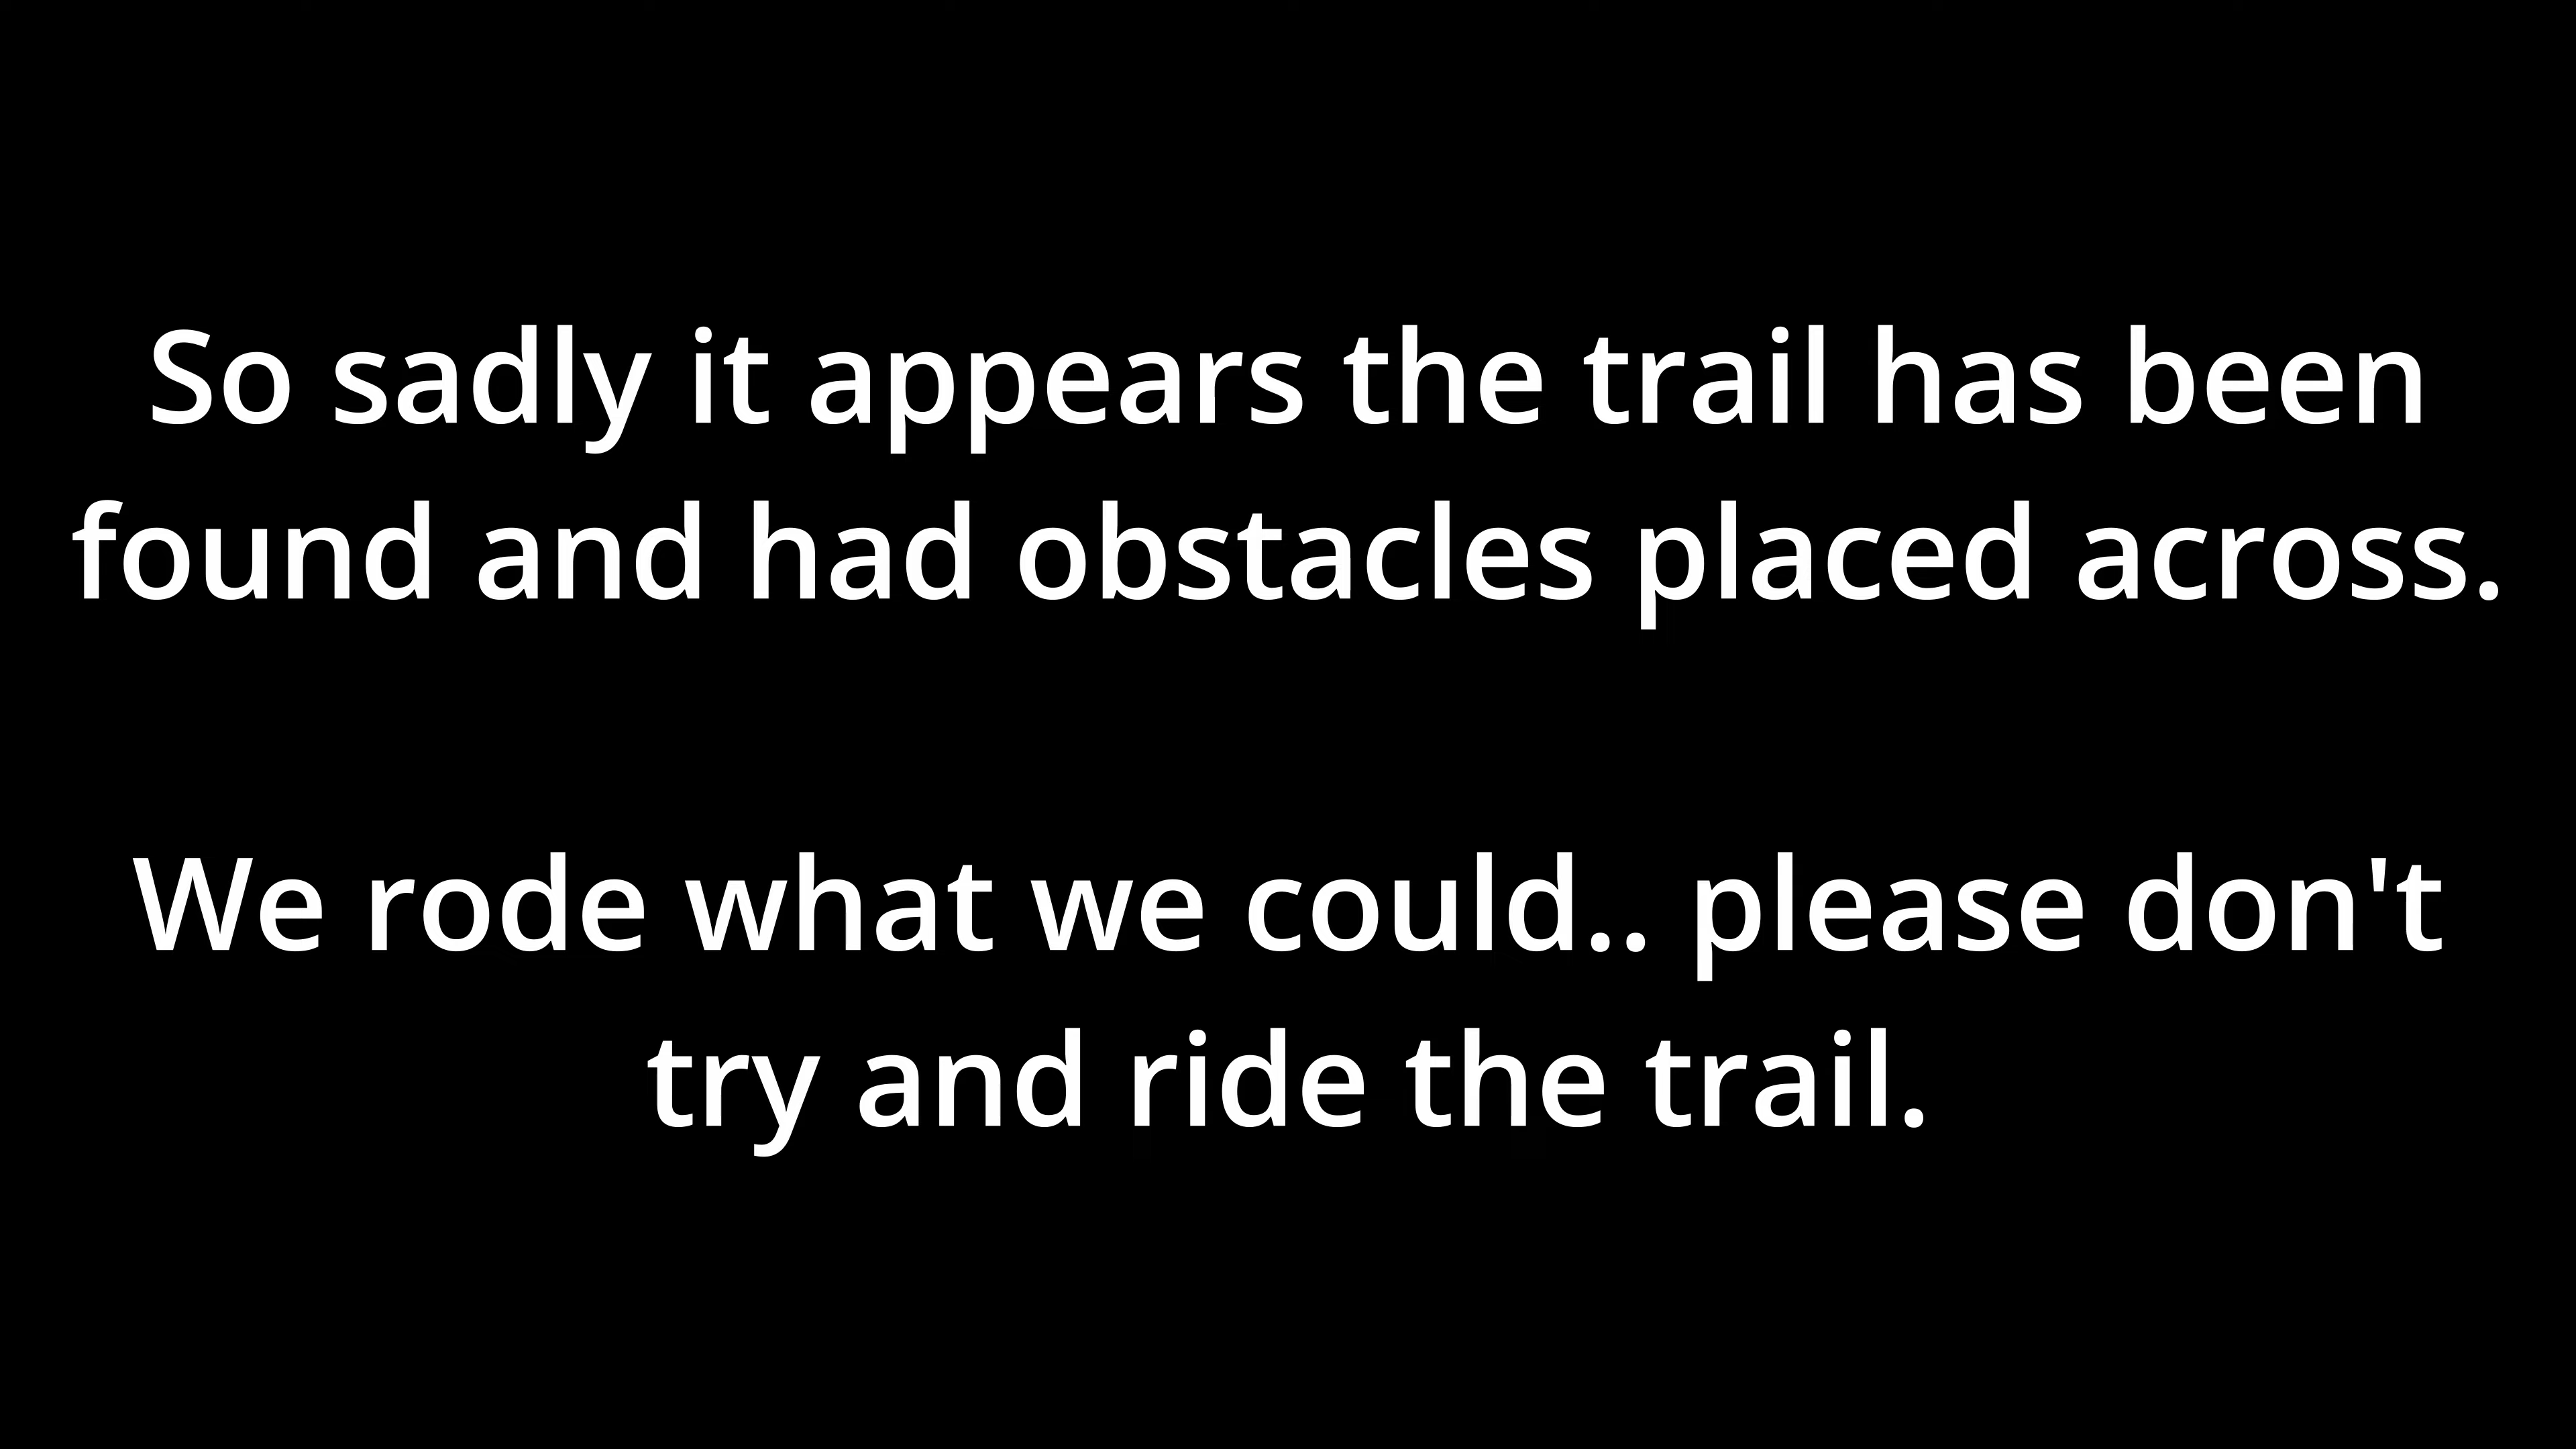 So sadly it appears the trail has been
found and had obstacles placed across.
We rode what we could.. please don't
try and ride the trail.